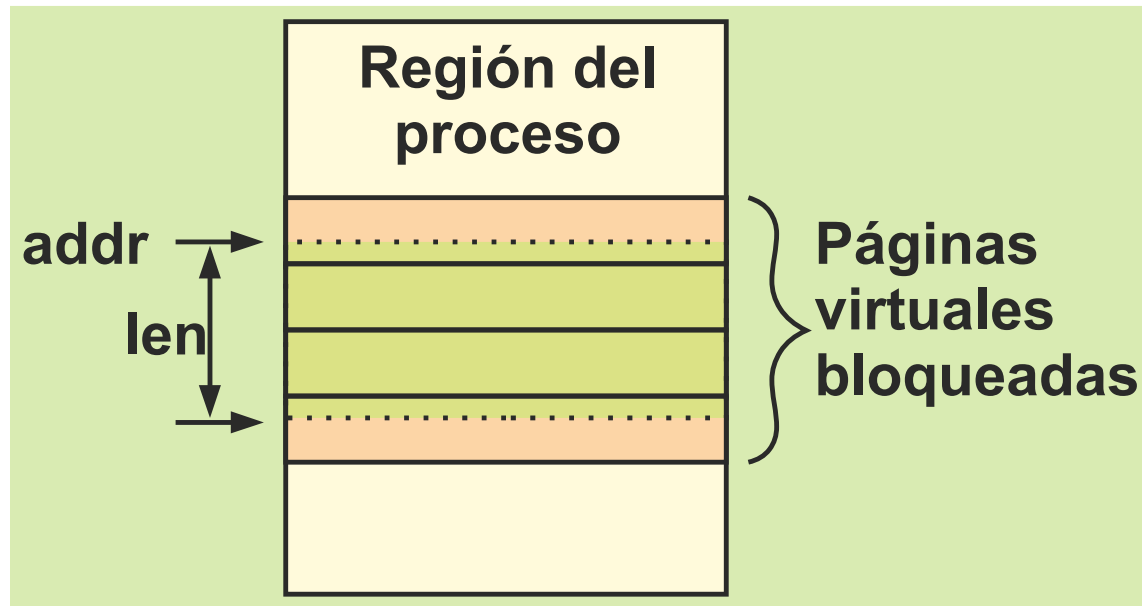 Región del
proceso
addr
len
Páginas
virtuales
bloqueadas